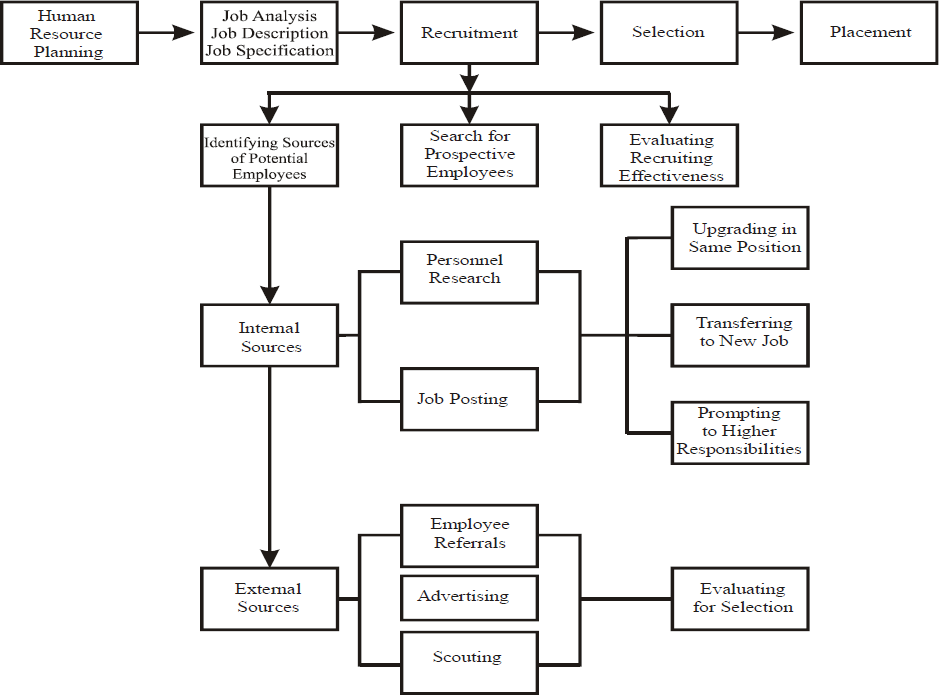 Human
Resource
Planning
Job Analysis
Job Description
Job Specification
Recruitment
Selection
Placement
Identifying Sources
of Potential
Employees
Search for
Prospective
Employees
Evaluating
Recruiting
Effectiveness
Internal
Sources
Personnel
Research
Job Posting
Upgrading in
Same Position
Transferring
to New Job
Prompting
to Higher
Responsibilities
External
Sources
Employee
Referrals
Advertising
Scouting
Evaluating
for Selection